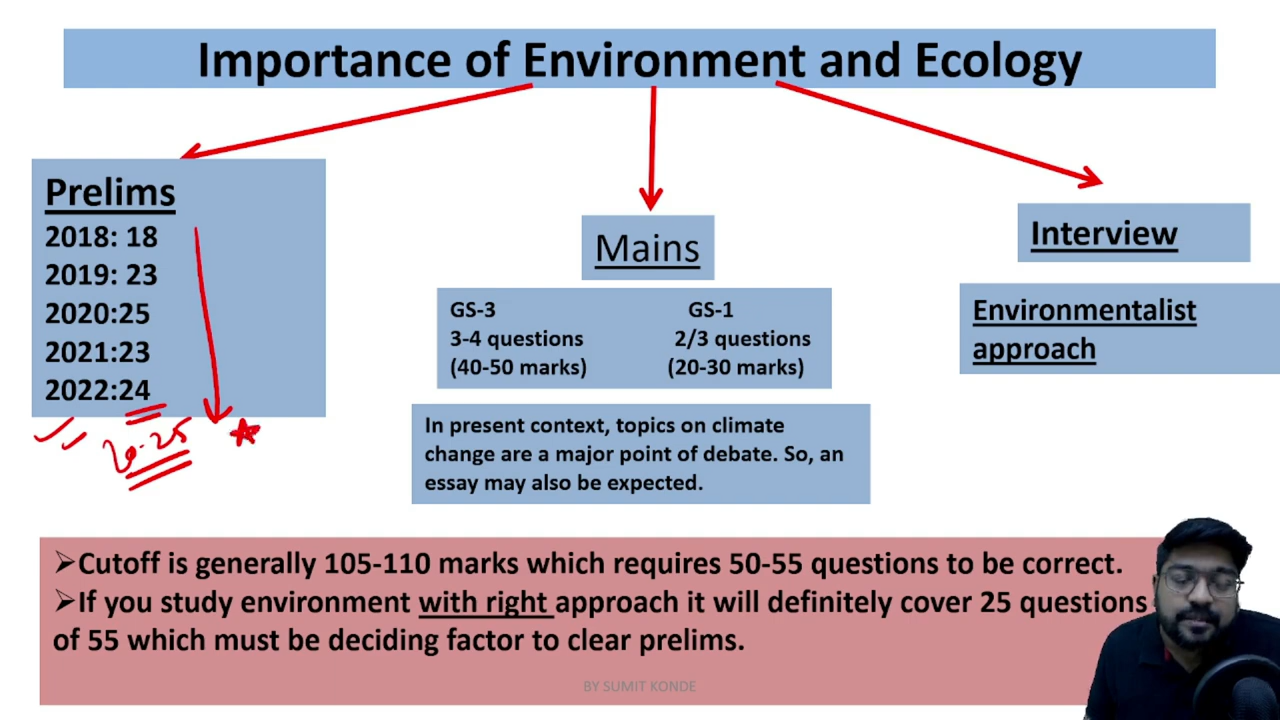 Importance of Environment and Ecology
Prelims
2018: 18
2019: 23
2020:25
2021:23
2022:24
20-25
Mains
GS-3 GS-1
3-4 questions 2/3 questions
(40-50 marks) (20-30 marks)
In present context, topics on climate
change are a major point of debate. So, an
essay may also be expected.
Interview
Environmentalist
approach
➢Cutoff is generally 105-110 marks which requires 50-55 questions to be correct.
➢If you study environment with right approach it will definitely cover 25 questions
of 55 which must be deciding factor to clear prelims.
BY SUMIT KONDE